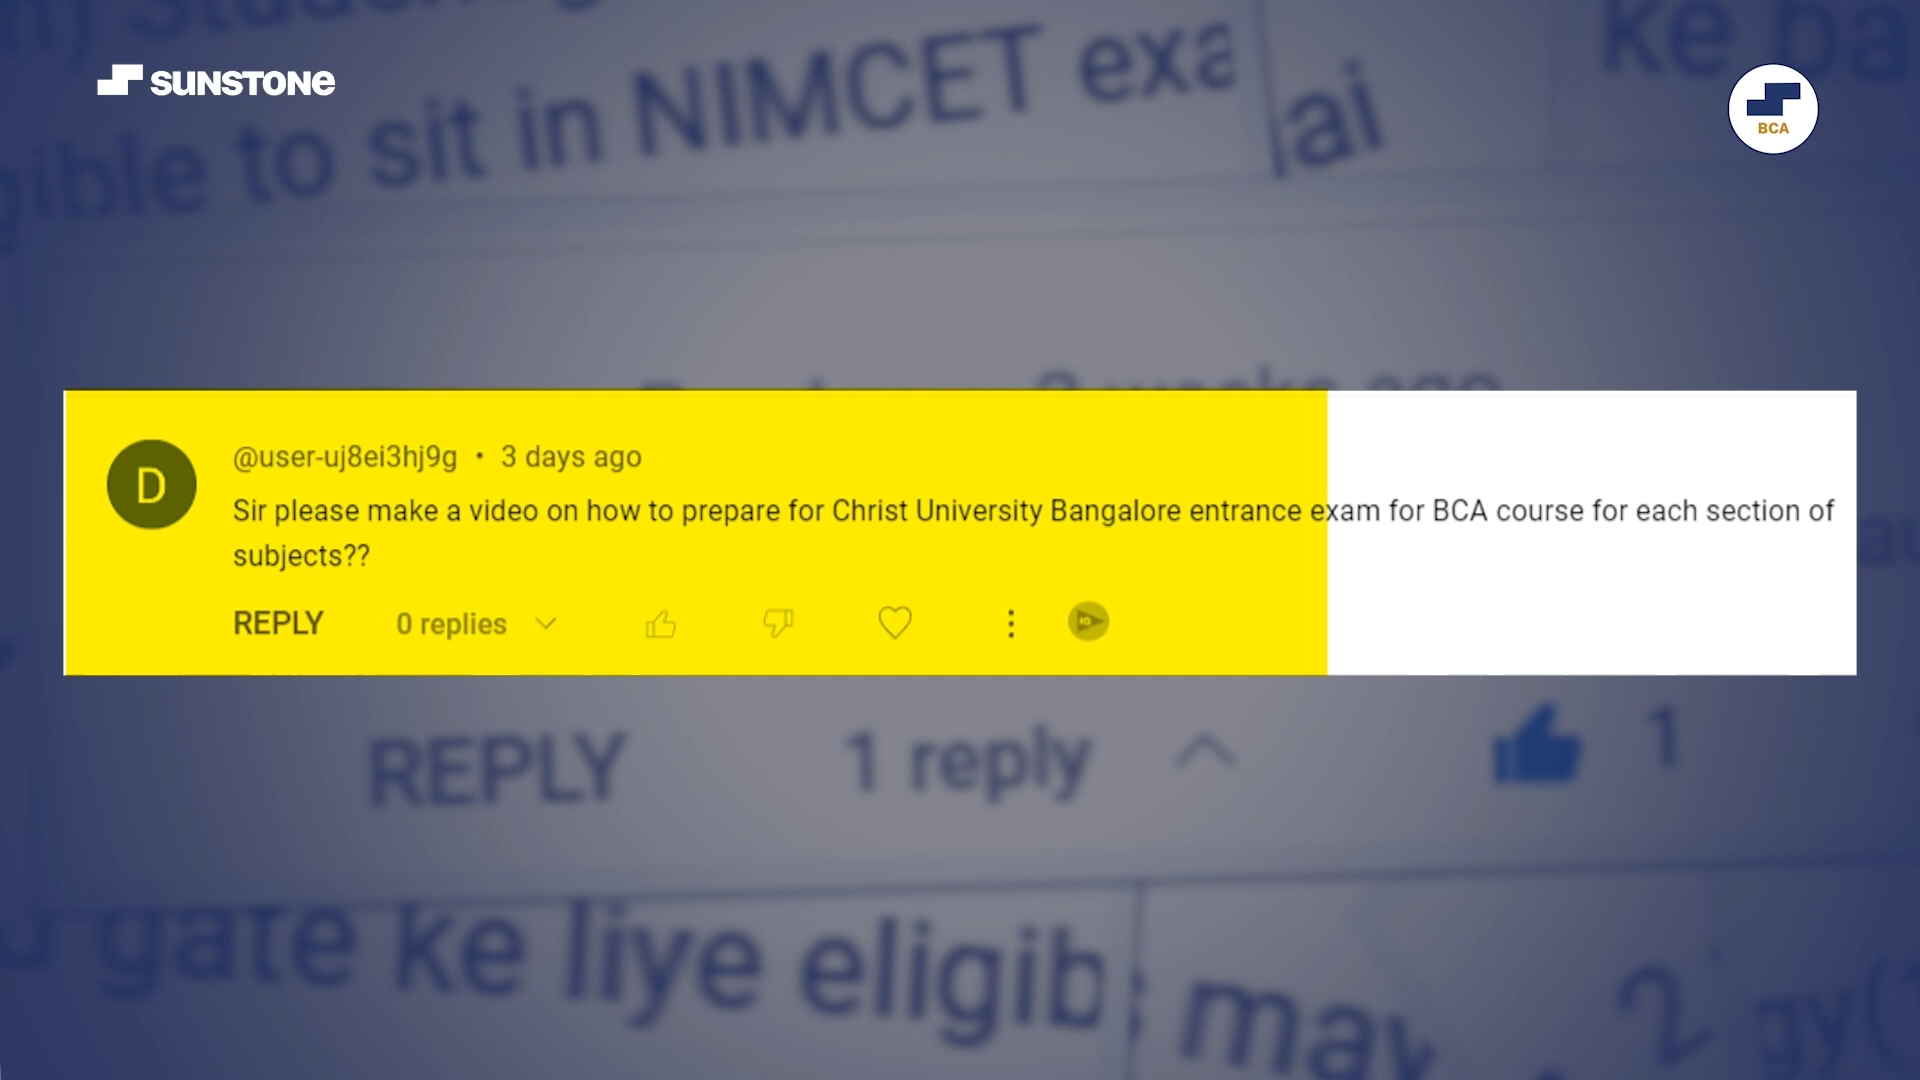 gible to sit in NIMCET exa
ai
ke ba
SUNSTONE
BCA
D
@user-uj8ei3hj9g • 3 days ago
Sir please make a video on how to prepare for Christ University Bangalore entrance exam for BCA course for each section of
subjects??
REPLY 0 replies
REPLY 1 reply 1
gate ke liye eligib
may